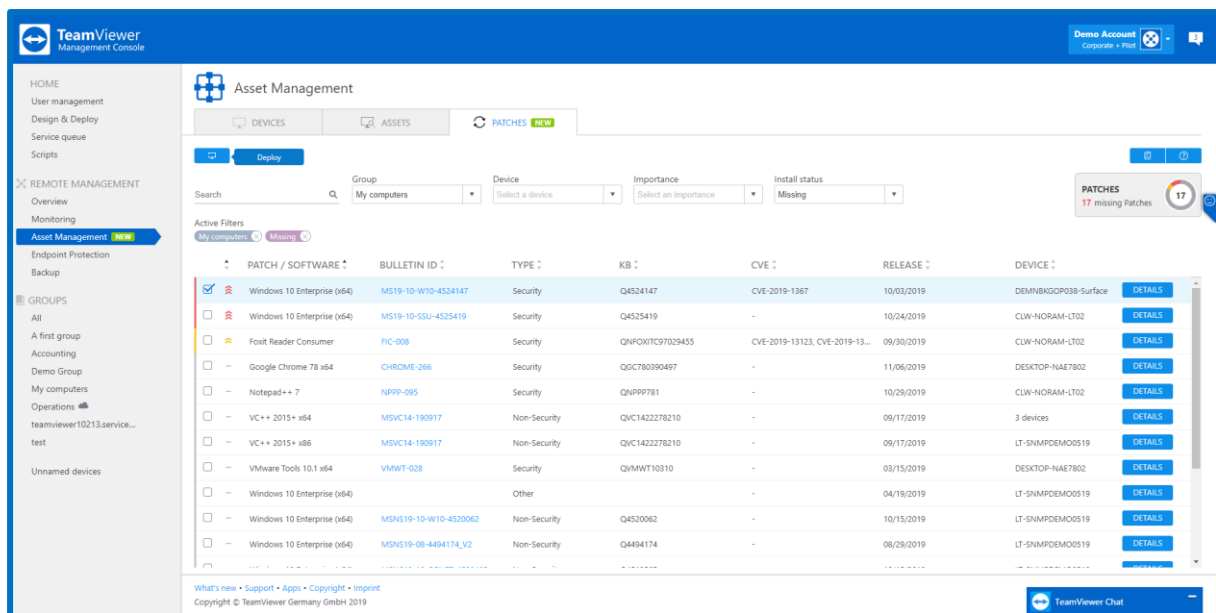 TeamViewer
Management Console
Demo Account
Corporate + Pilot
3
HOME
User management
Design & Deploy
Service queue
Scripts
REMOTE MANAGEMENT
Overview
Monitoring
Asset Management NEW
Endpoint Protection
Backup
GROUPS
All
A first group
Accounting
Demo Group
My computers
Operations
teamviewer10213.service...
test
Unnamed devices
Asset Management
DEVICES ASSETS PATCHES NEW
Deploy
Group Device Importance Install status
Search My computers Select a device Select an importance Missing
PATCHES
17 missing Patches
17
Active Filters
My computers Missing
PATCH / SOFTWARE BULLETIN ID TYPE KB CVE RELEASE DEVICE
Windows 10 Enterprise (x64) MS19-10-W10-4524147 Security Q4524147 CVE-2019-1367 10/03/2019 DEMNBKGOP038-Surface DETAILS
Windows 10 Enterprise (x64) MS19-10-SSU-4525419 Security Q4525419 - 10/24/2019 CLW-NORAM-LT02 DETAILS
Foxit Reader Consumer FIC-008 Security QNFOXITC97029455 CVE-2019-13123, CVE-2019-13... 09/30/2019 CLW-NORAM-LT02 DETAILS
Google Chrome 78 x64 CHROME-266 Security QGC780390497 - 11/06/2019 DESKTOP-NAE7802 DETAILS
Notepad++ 7 NPPP-095 Security QNPPP781 - 10/29/2019 CLW-NORAM-LT02 DETAILS
VC++ 2015+ x64 MSVC14-190917 Non-Security QVC1422278210 - 09/17/2019 3 devices DETAILS
VC++ 2015+ x86 MSVC14-190917 Non-Security QVC1422278210 - 09/17/2019 LT-SNMPDEMO0519 DETAILS
VMware Tools 10.1 x64 VMWT-028 Security QVMWT10310 - 03/15/2019 DESKTOP-NAE7802 DETAILS
Windows 10 Enterprise (x64) Other - 04/19/2019 LT-SNMPDEMO0519 DETAILS
Windows 10 Enterprise (x64) MSNS19-10-W10-4520062 Non-Security Q4520062 - 10/15/2019 LT-SNMPDEMO0519 DETAILS
Windows 10 Enterprise (x64) MSNS19-08-4494174_V2 Non-Security Q4494174 - 08/29/2019 LT-SNMPDEMO0519 DETAILS
What's new • Support • Apps • Copyright • Imprint
Copyright © TeamViewer Germany GmbH 2019
TeamViewer Chat